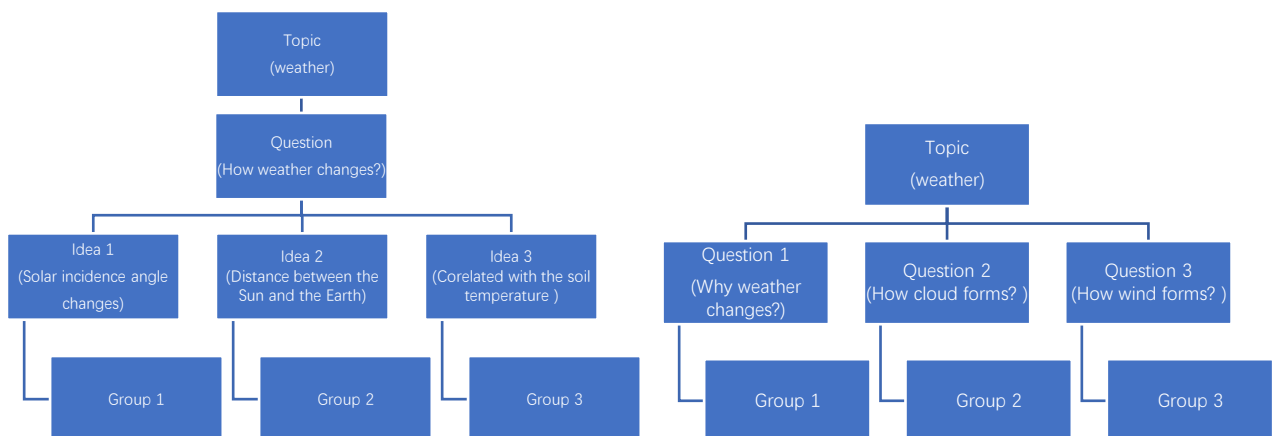 Topic
(weather)
Question
(How weather changes?)
Idea 1
(Solar incidence angle
changes)
Idea 2
(Distance between the
Sun and the Earth)
Idea 3
(Corelated with the soil
temperature )
Group 1
Group 2
Group 3
Topic
(weather)
Question 1
(Why weather
changes?)
Question 2
(How cloud forms? )
Question 3
(How wind forms? )
Group 1
Group 2
Group 3